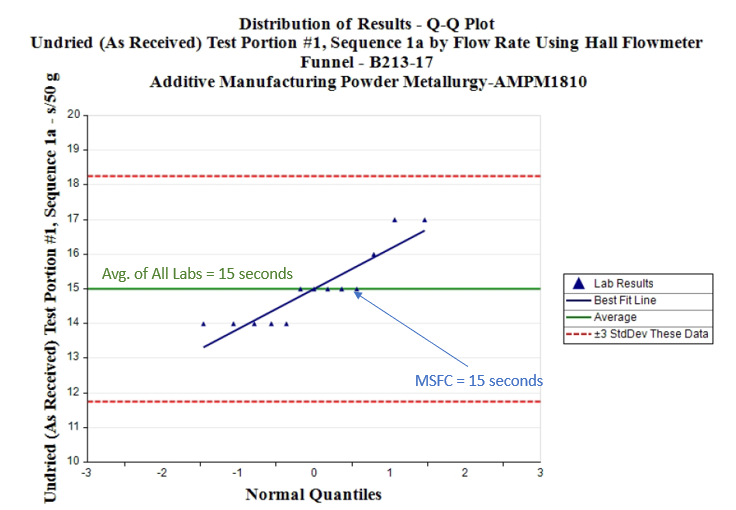 Distribution of Results - Q-Q Plot
Undried (As Received) Test Portion #1, Sequence 1a by Flow Rate Using Hall Flowmeter
Funnel - B213-17
Additive Manufacturing Powder Metallurgy-AMPM1810
Undried (As Received) Test Portion #1, Sequence 1a - s/50 g
20
19
18
17
16
15
14
13
12
11
10
Avg. of All Labs = 15 seconds
MSFC = 15 seconds
-3
-2
-1
0
1
2
3
Normal Quantiles
Lab Results
Best Fit Line
Average
±3 StdDev These Data